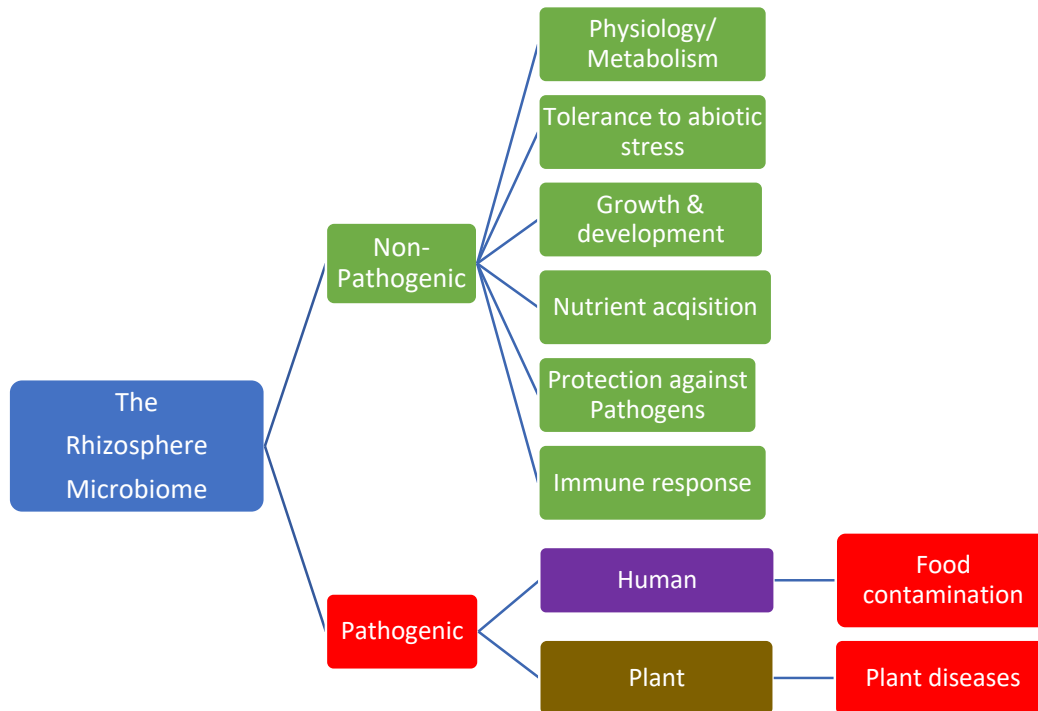 Physiology/
Metabolism
Tolerance to abiotic
stress
Growth &
development
Non-
Pathogenic
Nutrient acqisition
Protection against
Pathogens
The
Rhizosphere
Microbiome
Immune response
Human
Food
contamination
Pathogenic
Plant
Plant diseases